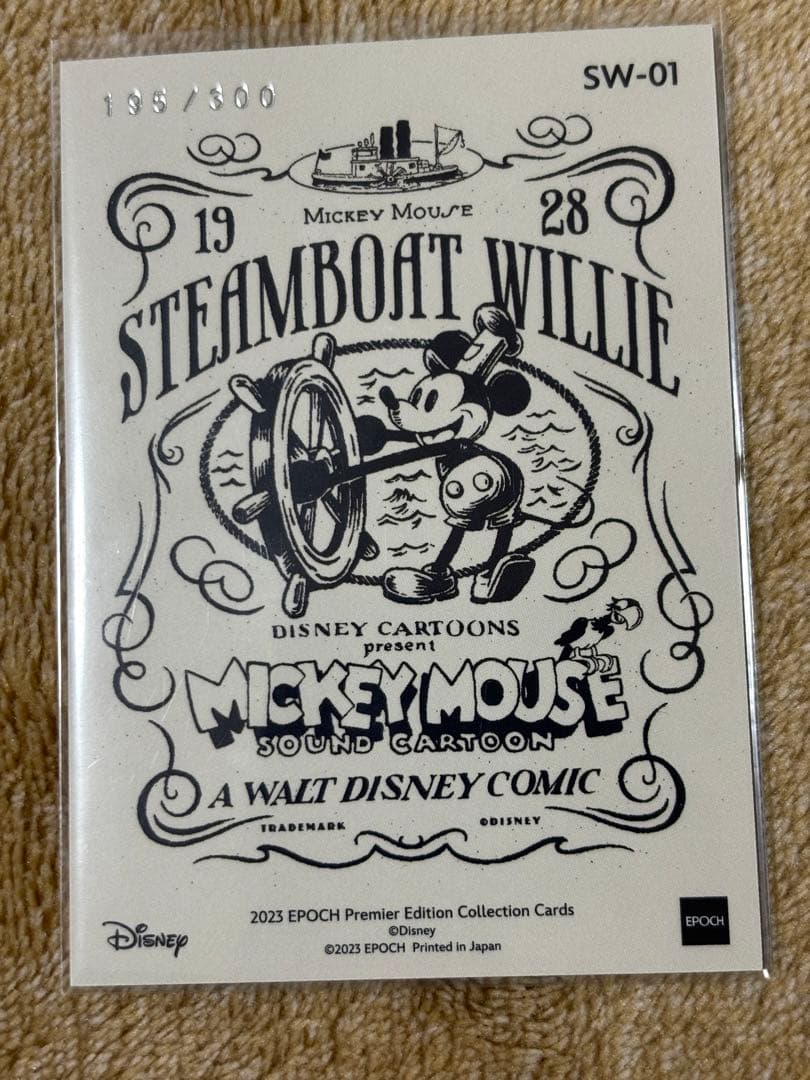 195/300
SW-01
MICKEY MOUSE
19 28
STEAMBOAT WILLIE
DISNEY CARTOONS
present
MICKEY MOUSE
SOUND CARTOON
A WALT DISNEY COMIC
TRADEMARK ©DISNEY
2023 EPOCH Premier Edition Collection Cards
©Disney
©2023 EPOCH Printed in Japan
Disney
EPOCH